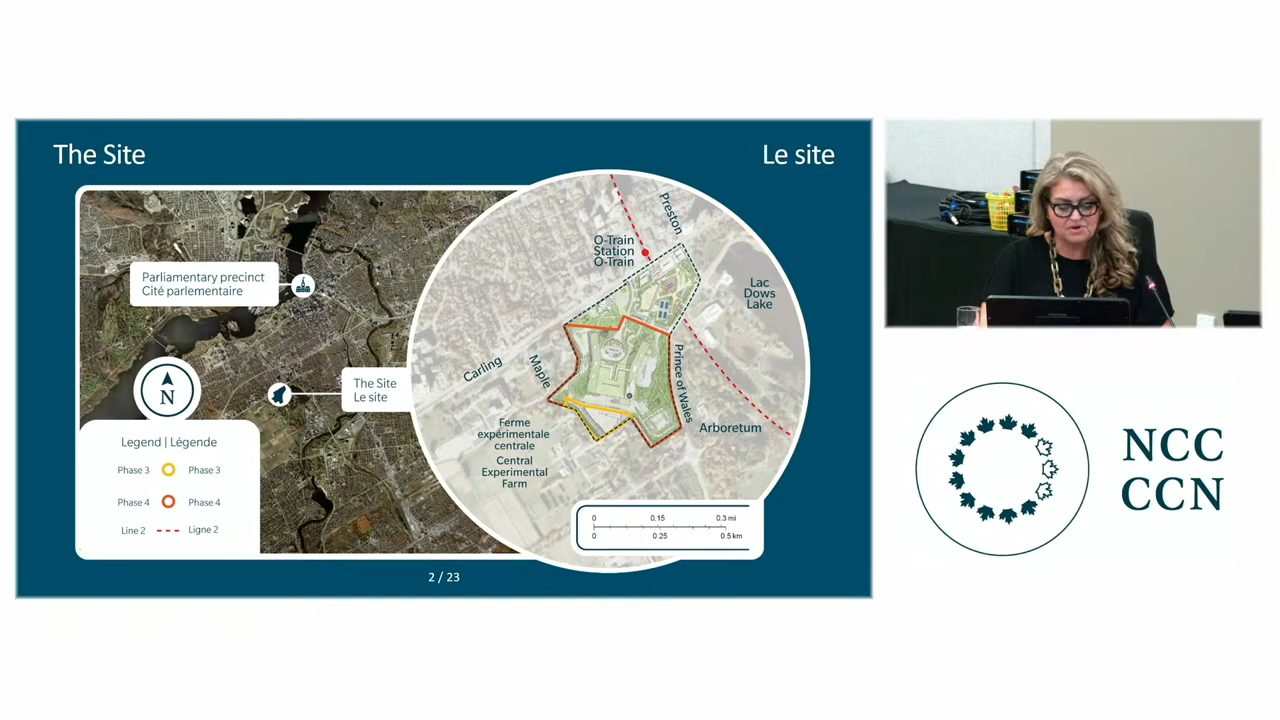 The Site
Le site
Parliamentary precinct
Cité parlementaire
N
The Site
Le site
Legend | Légende
Phase 3
Phase 3
Phase 4
Phase 4
Line 2
Ligne 2
Preston
O-Train
Station
O-Train
Lac
Dows
Lake
Carling
Maple
Prince of Wales
Arboretum
Ferme
expérimentale
centrale
Central
Experimental
Farm
0 0.15 0.3 mi
0 0.25 0.5 km
2 / 23
NCC
CCN